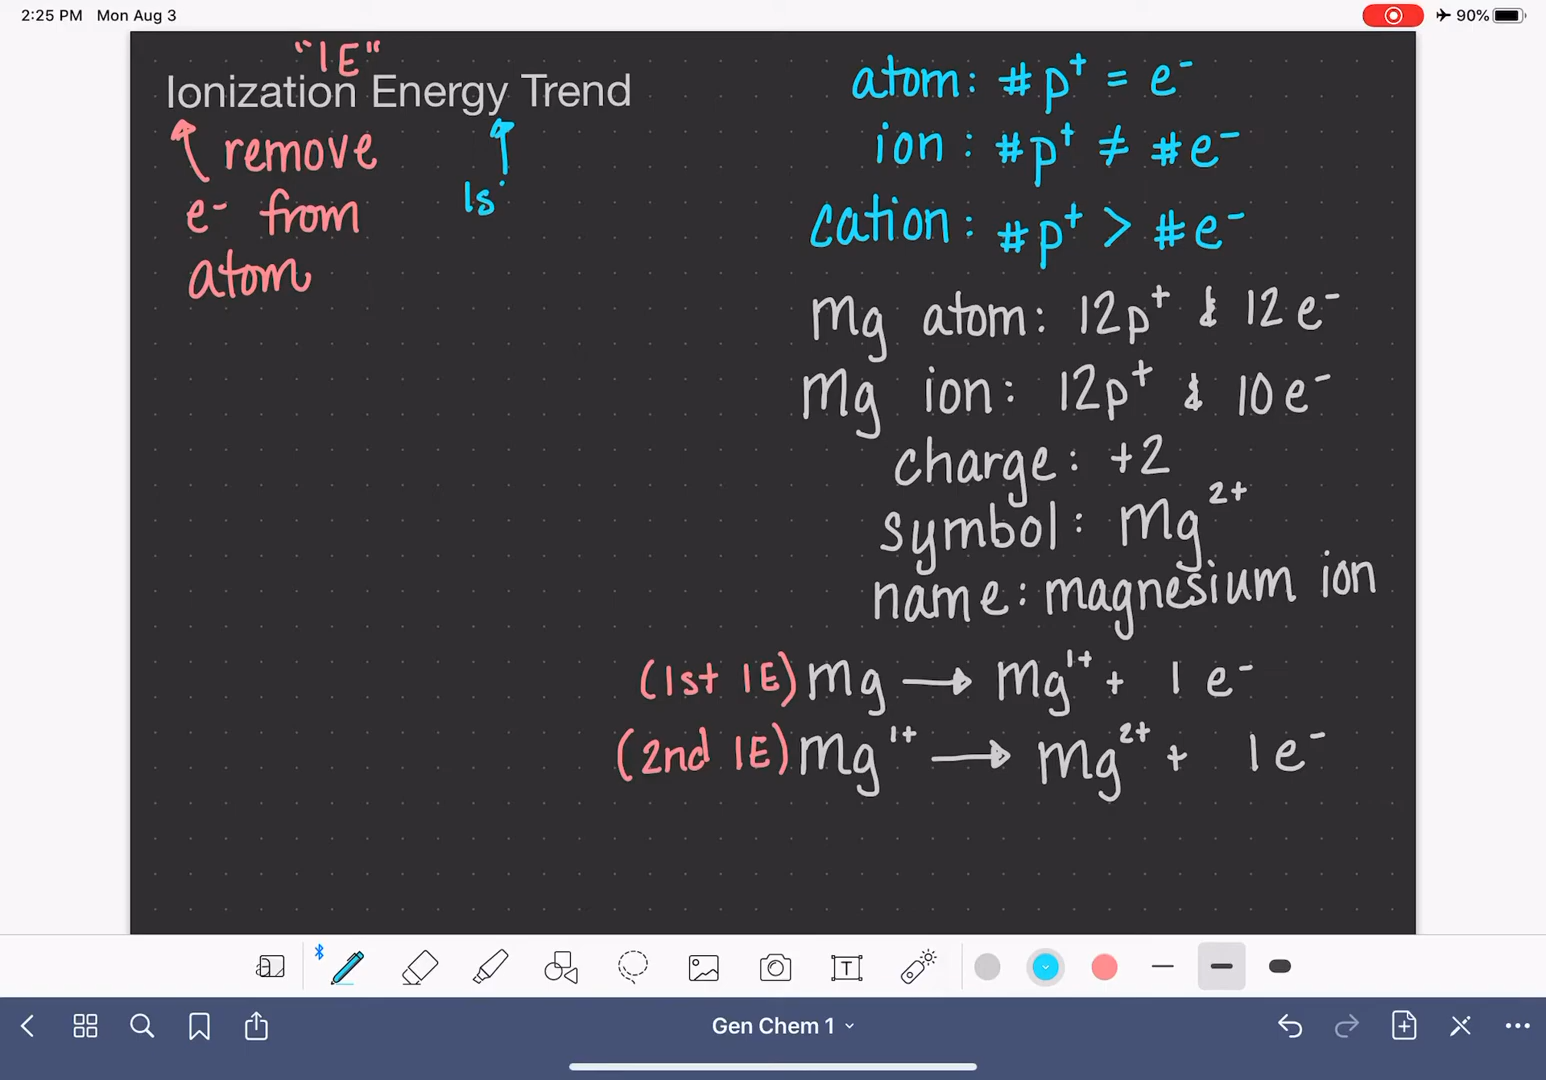 2:25 PM Mon Aug 3
90%
"IE"
Ionization Energy Trend
remove
e⁻ from
atom
1s
atom: #p⁺ = e⁻
ion: #p⁺ ≠ #e⁻
cation: #p⁺ > #e⁻
Mg atom: 12p⁺ & 12e⁻
Mg ion: 12p⁺ & 10e⁻
charge: +2
symbol: Mg²⁺
name: magnesium ion
(1st IE) Mg → Mg¹⁺ + 1e⁻
(2nd IE) Mg¹⁺ → Mg²⁺ + 1e⁻
Gen Chem 1